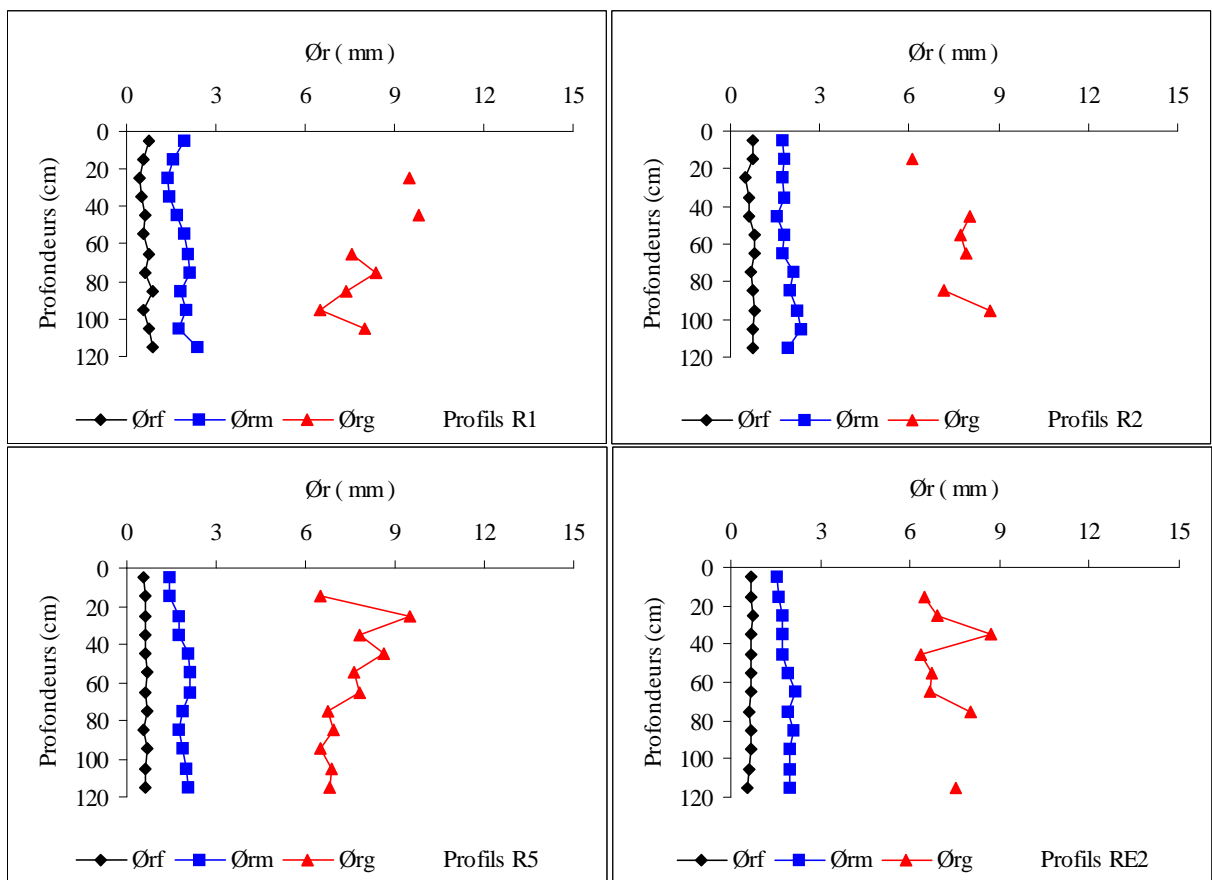 Ør ( mm )
0 3 6 9 12 15
Profondeurs (cm)
0
20
40
60
80
100
120
Ørf Ørm Ørg Profils R1
Ør ( mm )
0 3 6 9 12 15
Profondeurs (cm)
0
20
40
60
80
100
120
Ørf Ørm Ørg Profils R2
Ør ( mm )
0 3 6 9 12 15
Profondeurs (cm)
0
20
40
60
80
100
120
Ørf Ørm Ørg Profils R5
Ør ( mm )
0 3 6 9 12 15
Profondeurs (cm)
0
20
40
60
80
100
120
Ørf Ørm Ørg Profils RE2